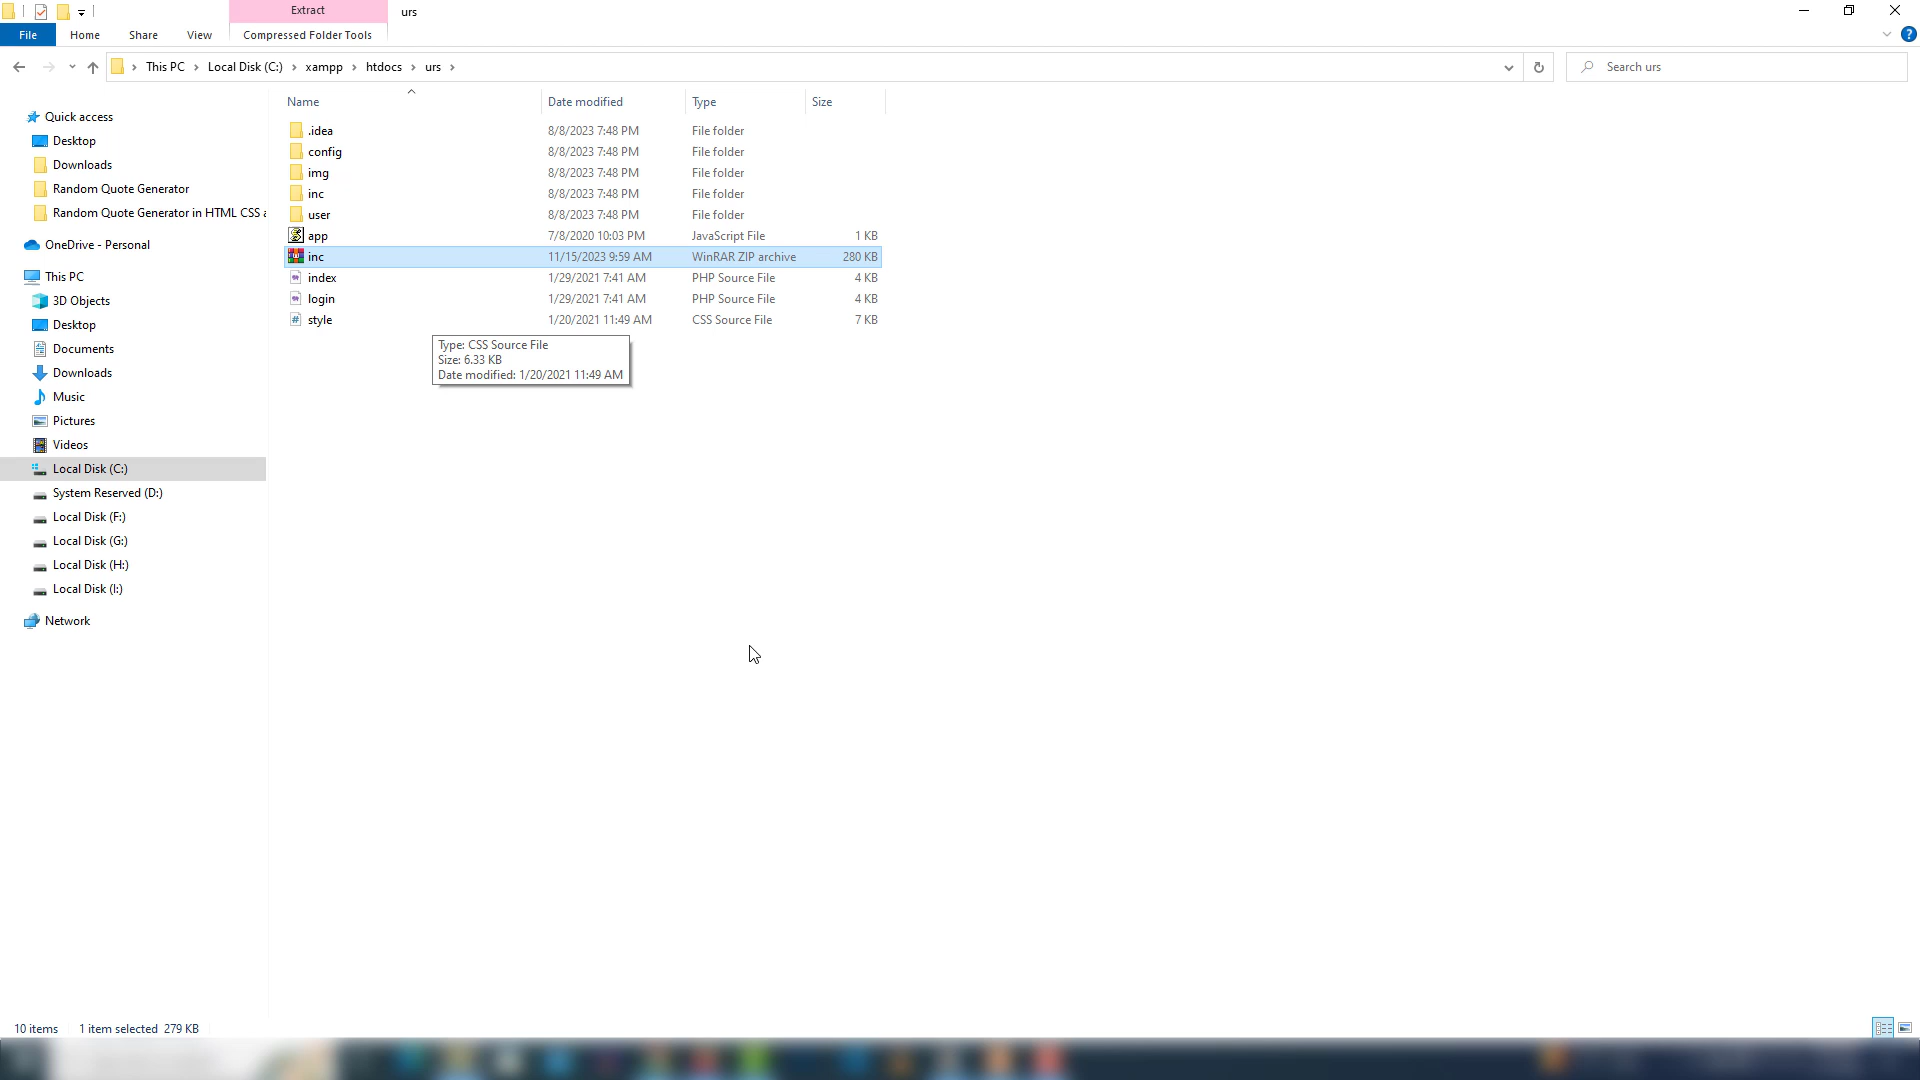 Extract
urs
File
Home
Share
View
Compressed Folder Tools
This PC
Local Disk (C:)
xampp
htdocs
urs
Search urs
Name
Date modified
Type
Size
Quick access
Desktop
Downloads
Random Quote Generator
Random Quote Generator in HTML CSS a
OneDrive - Personal
This PC
3D Objects
Desktop
Documents
Downloads
Music
Pictures
Videos
Local Disk (C:)
System Reserved (D:)
Local Disk (F:)
Local Disk (G:)
Local Disk (H:)
Local Disk (I:)
Network
.idea 8/8/2023 7:48 PM File folder
config 8/8/2023 7:48 PM File folder
img 8/8/2023 7:48 PM File folder
inc 8/8/2023 7:48 PM File folder
user 8/8/2023 7:48 PM File folder
app 7/8/2020 10:03 PM JavaScript File 1 KB
inc 11/15/2023 9:59 AM WinRAR ZIP archive 280 KB
index 1/29/2021 7:41 AM PHP Source File 4 KB
login 1/29/2021 7:41 AM PHP Source File 4 KB
style 1/20/2021 11:49 AM CSS Source File 7 KB
Type: CSS Source File
Size: 6.33 KB
Date modified: 1/20/2021 11:49 AM
10 items 1 item selected 279 KB